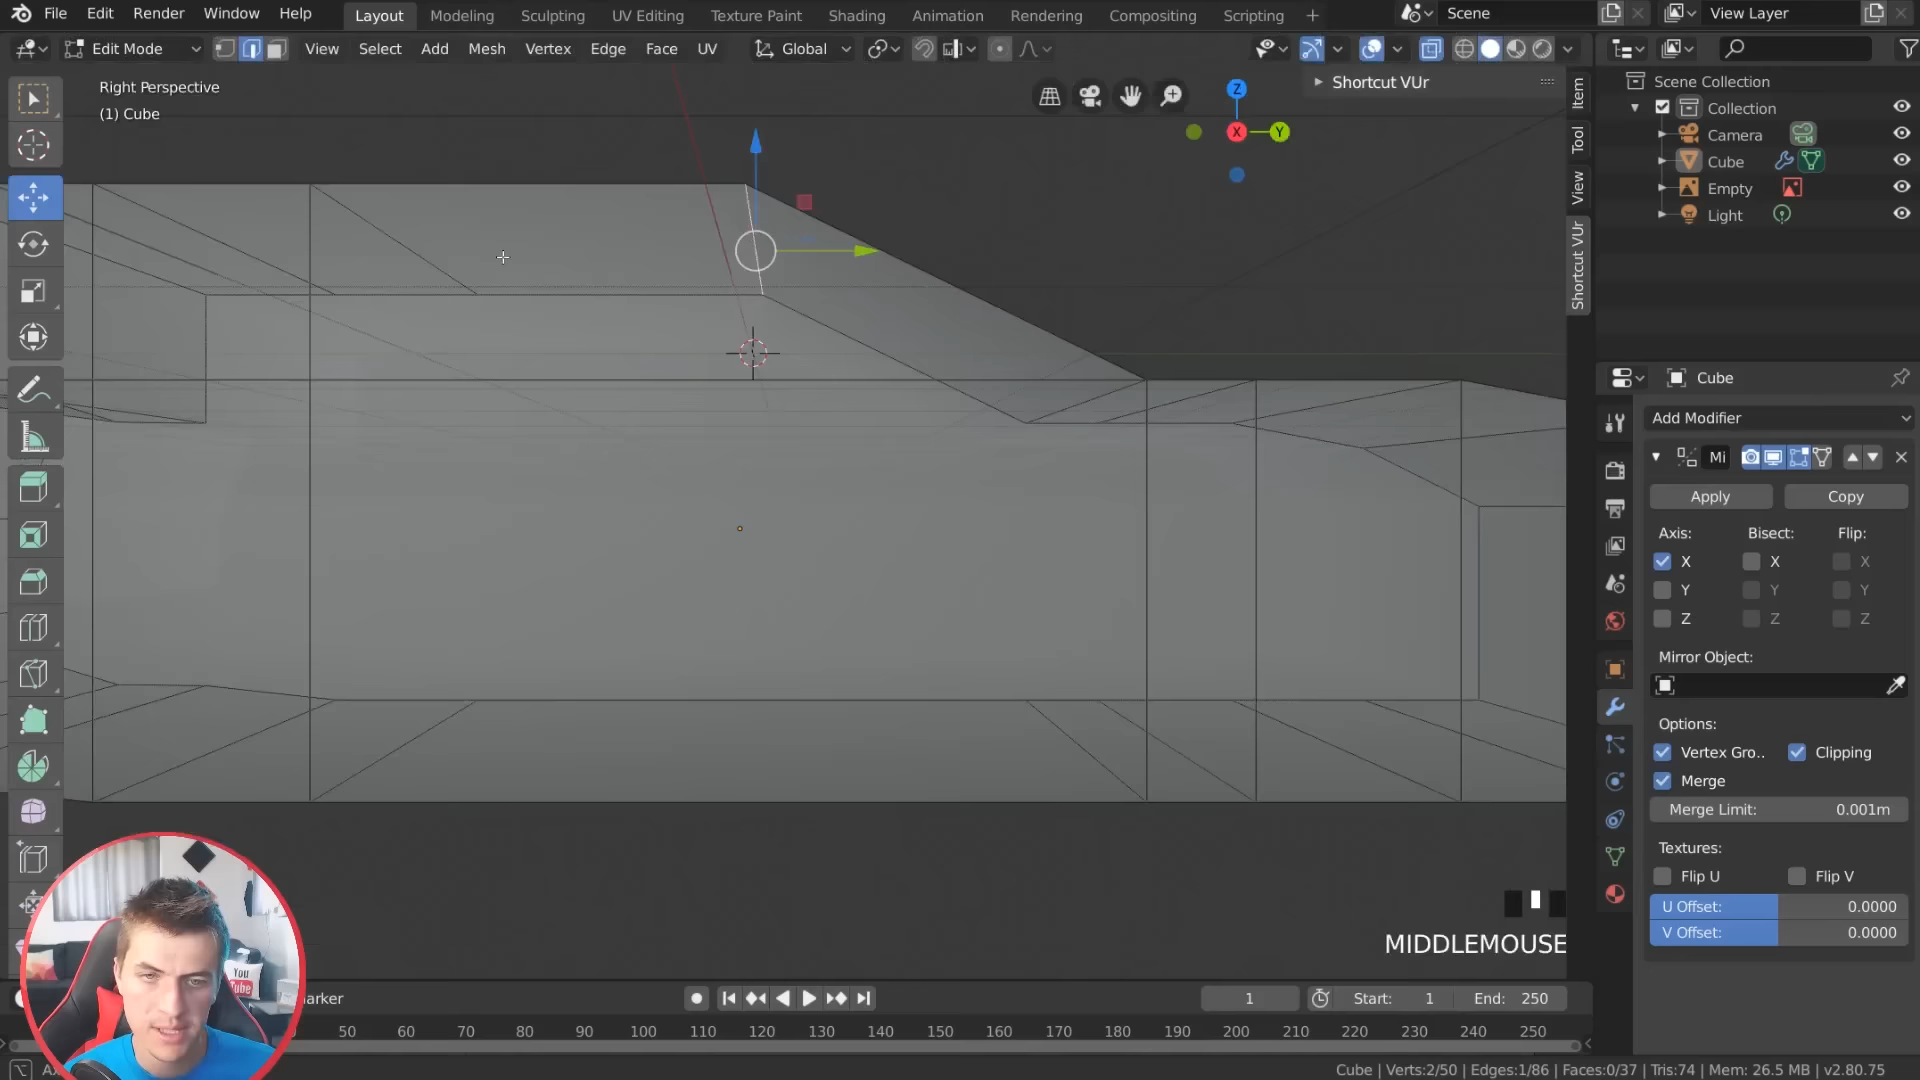 File Edit Render Window Help Layout Modeling Sculpting UV Editing Texture Paint Shading Animation Rendering Compositing Scripting + Scene View Layer
Edit Mode View Select Add Mesh Vertex Edge Face UV Global
Right Perspective
(1) Cube
Shortcut VUr
Z
X
Y
Item
Tool
View
Shortcut VUr
Scene Collection
Collection
Camera
Cube
Empty
Light
Cube
Add Modifier
Mi
Apply Copy
Axis: Bisect: Flip:
X X X
Y Y Y
Z Z Z
Mirror Object:
Options:
Vertex Gro.. Clipping
Merge
Merge Limit: 0.001m
Textures:
Flip U Flip V
U Offset: 0.0000
V Offset: 0.0000
MIDDLEMOUSE
You
Tube
arker 1 Start: 1 End: 250
50 60 70 80 90 100 110 120 130 140 150 160 170 180 190 200 210 220 230 240 250
Cube | Verts:2/50 | Edges:1/86 | Faces:0/37 | Tris:74 | Mem: 26.5 MB | v2.80.75